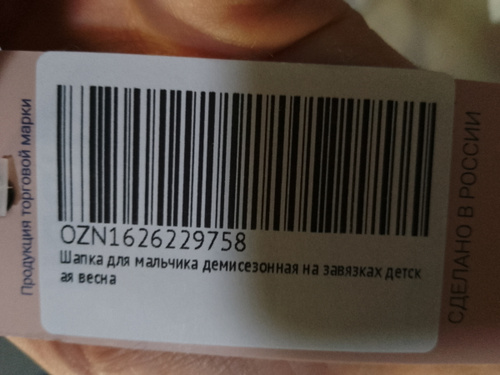 Продукция торговой марки
OZN1626229758
Шапка для мальчика демисезонная на завязках детск
ая весна
СДЕЛАНО В РОССИИ